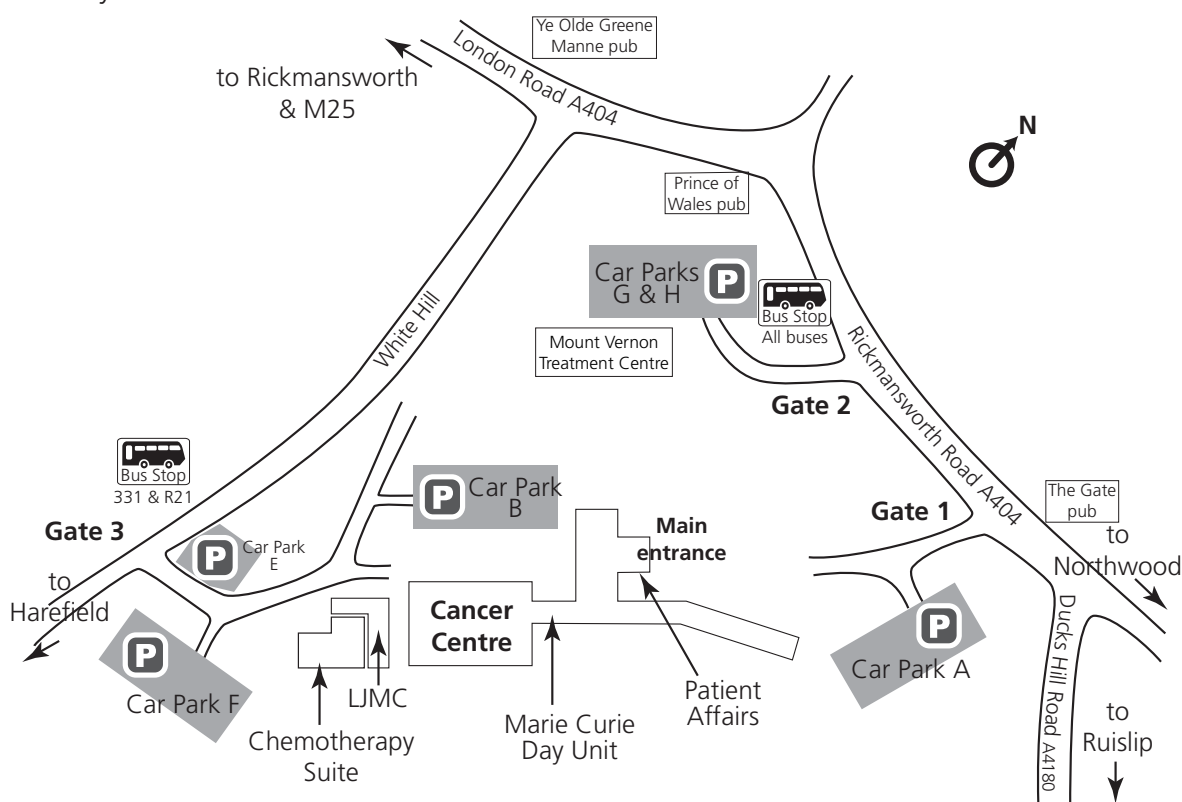 Ye Olde Greene
Manne pub
London Road A404
to Rickmansworth
& M25
N
Prince of
Wales pub
Car Parks
G & H
P
Bus Stop
All buses
Mount Vernon
Treatment Centre
White Hill
Rickmansworth Road A404
Gate 2
Bus Stop
331 & R21
Gate 3
P
Car Park
B
Gate 1
The Gate
pub
Main
entrance
P
Car Park
E
to
Northwood
to
Harefield
Cancer
Centre
P
Car Park A
P
Car Park F
LJMC
Chemotherapy
Suite
Marie Curie
Day Unit
Patient
Affairs
Ducks Hill Road A4180
to
Ruislip